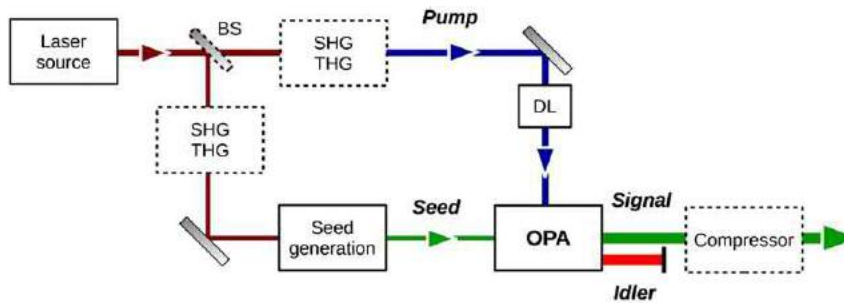 Laser
source
BS
SHG
THG
Pump
DL
SHG
THG
Seed
generation
Seed
OPA
Signal
Idler
Compressor